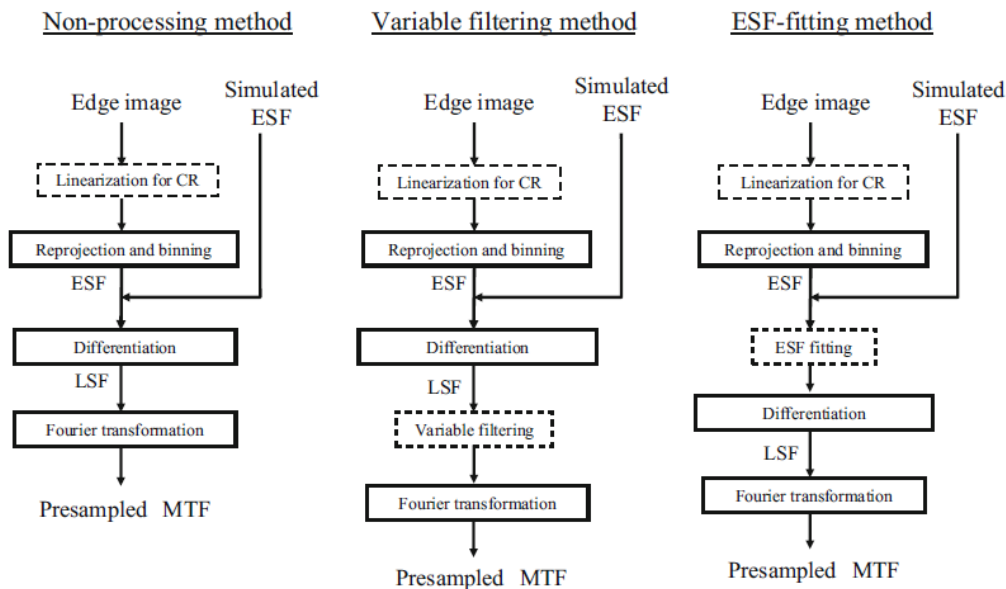 Non-processing method
Edge image
Simulated
ESF
Linearization for CR
Reprojection and binning
ESF
Differentiation
LSF
Fourier transformation
Presampled MTF
Variable filtering method
Edge image
Simulated
ESF
Linearization for CR
Reprojection and binning
ESF
Differentiation
LSF
Variable filtering
Fourier transformation
Presampled MTF
ESF-fitting method
Edge image
Simulated
ESF
Linearization for CR
Reprojection and binning
ESF
ESF fitting
Differentiation
LSF
Fourier transformation
Presampled MTF